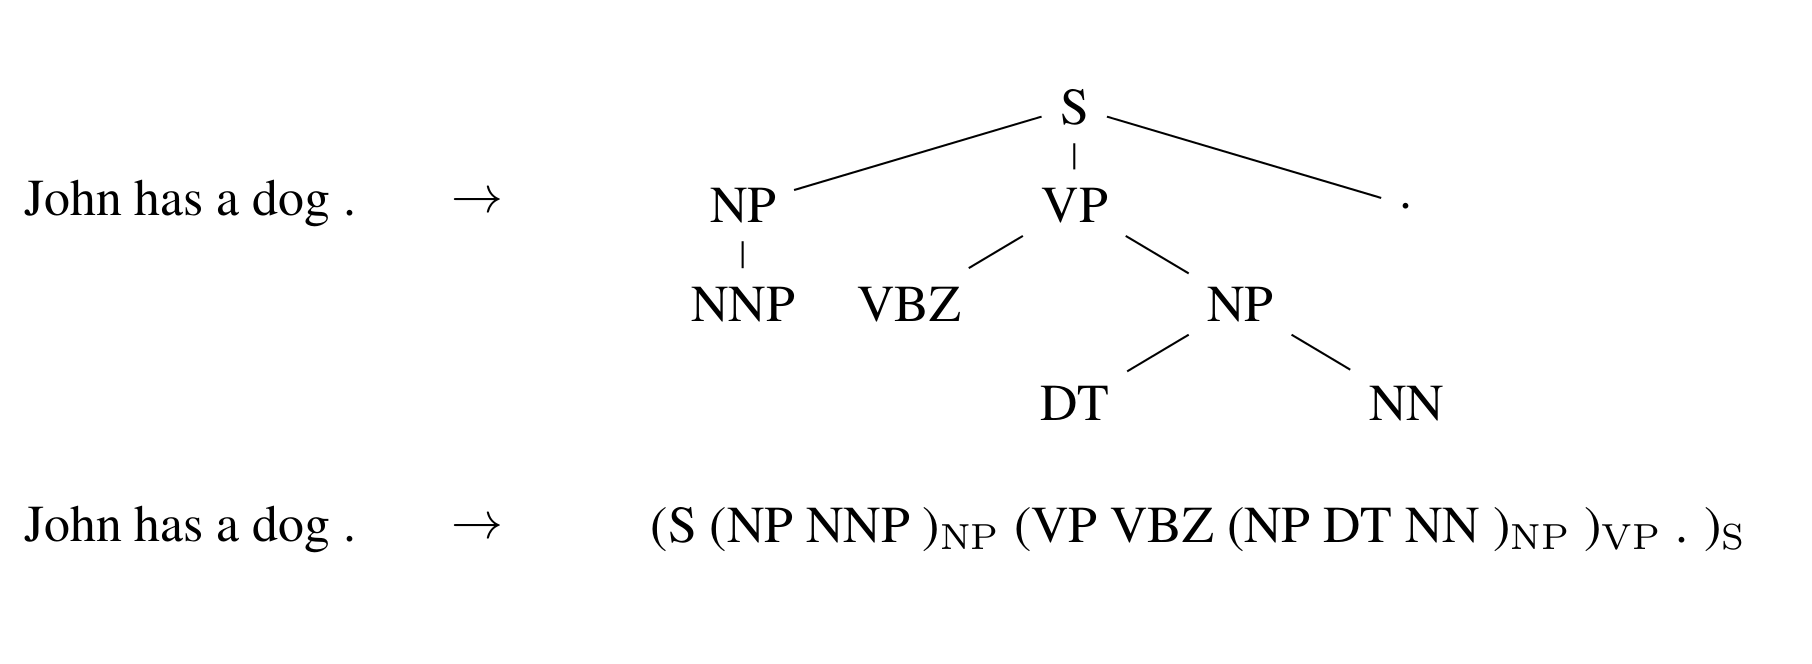 S
John has a dog . → NP VP .
NNP VBZ NP
DT NN
John has a dog . → (S (NP NNP )NP (VP VBZ (NP DT NN )NP )VP . )S